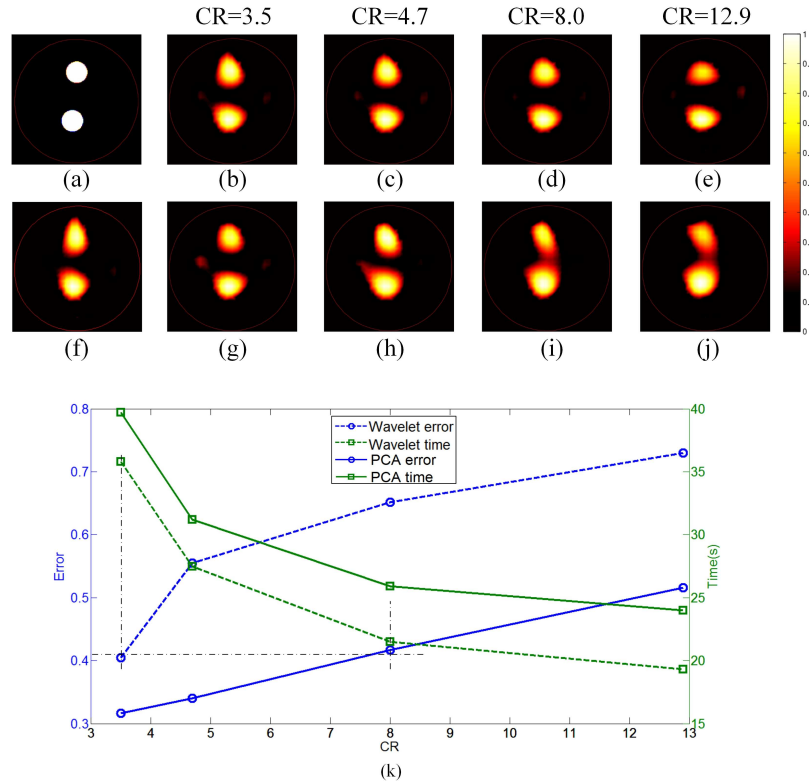 CR=3.5 CR=4.7 CR=8.0 CR=12.9
(a) (b) (c) (d) (e)
(f) (g) (h) (i) (j)
1
0
0.8
0.7
0.6
0.5
0.4
0.3
Error
Wavelet error
Wavelet time
PCA error
PCA time
40
35
30
25
20
15
Time(s)
3 4 5 6 7 8 9 10 11 12 13
CR
(k)